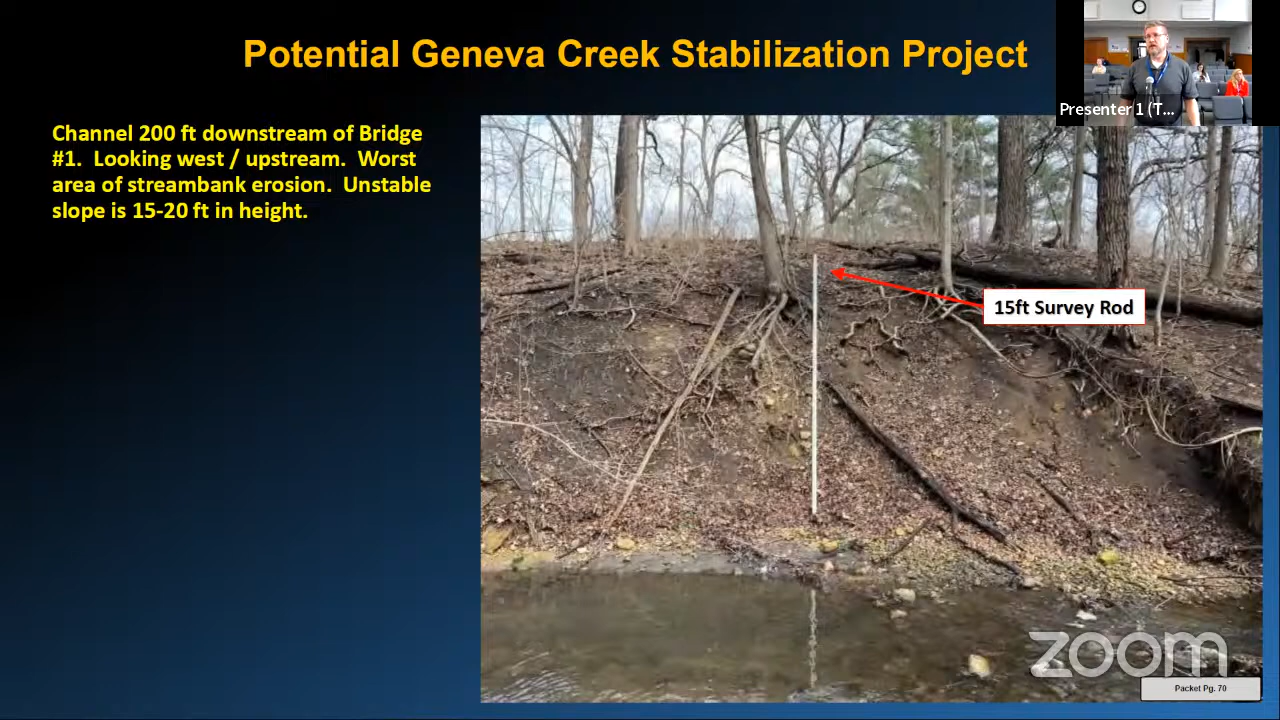 Potential Geneva Creek Stabilization Project
Presenter 1 (T...
Channel 200 ft downstream of Bridge
#1. Looking west / upstream. Worst
area of streambank erosion. Unstable
slope is 15-20 ft in height.
15ft Survey Rod
zoom
Packet Pg. 70